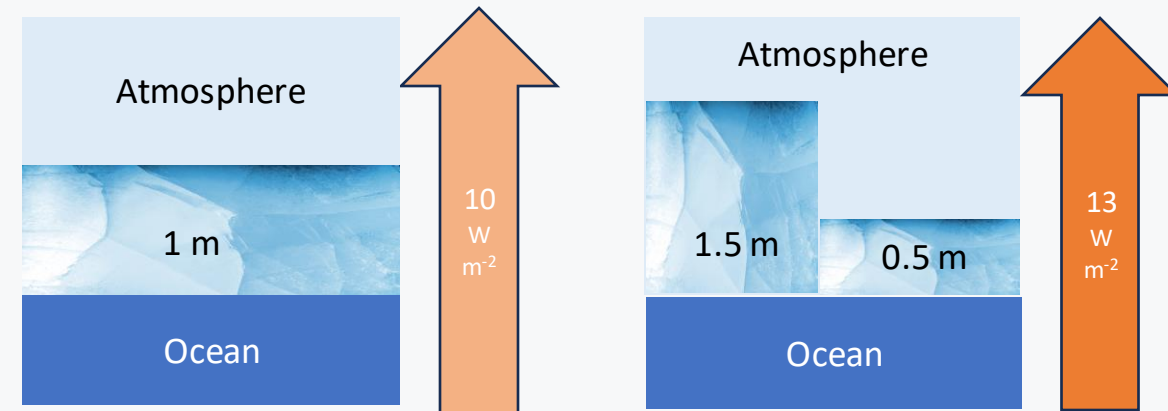 Atmosphere
1 m
Ocean
10
W
m⁻²
Atmosphere
1.5 m
0.5 m
Ocean
13
W
m⁻²